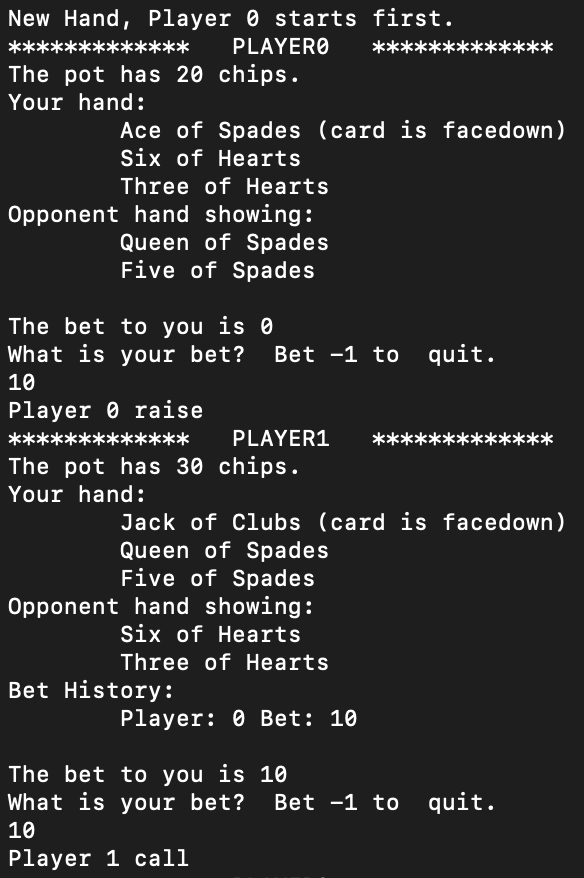 New Hand, Player 0 starts first.
************* PLAYER0 *************
The pot has 20 chips.
Your hand:
Ace of Spades (card is facedown)
Six of Hearts
Three of Hearts
Opponent hand showing:
Queen of Spades
Five of Spades
The bet to you is 0
What is your bet?  Bet -1 to  quit.
10
Player 0 raise
************* PLAYER1 *************
The pot has 30 chips.
Your hand:
Jack of Clubs (card is facedown)
Queen of Spades
Five of Spades
Opponent hand showing:
Six of Hearts
Three of Hearts
Bet History:
Player: 0 Bet: 10
The bet to you is 10
What is your bet?  Bet -1 to  quit.
10
Player 1 call